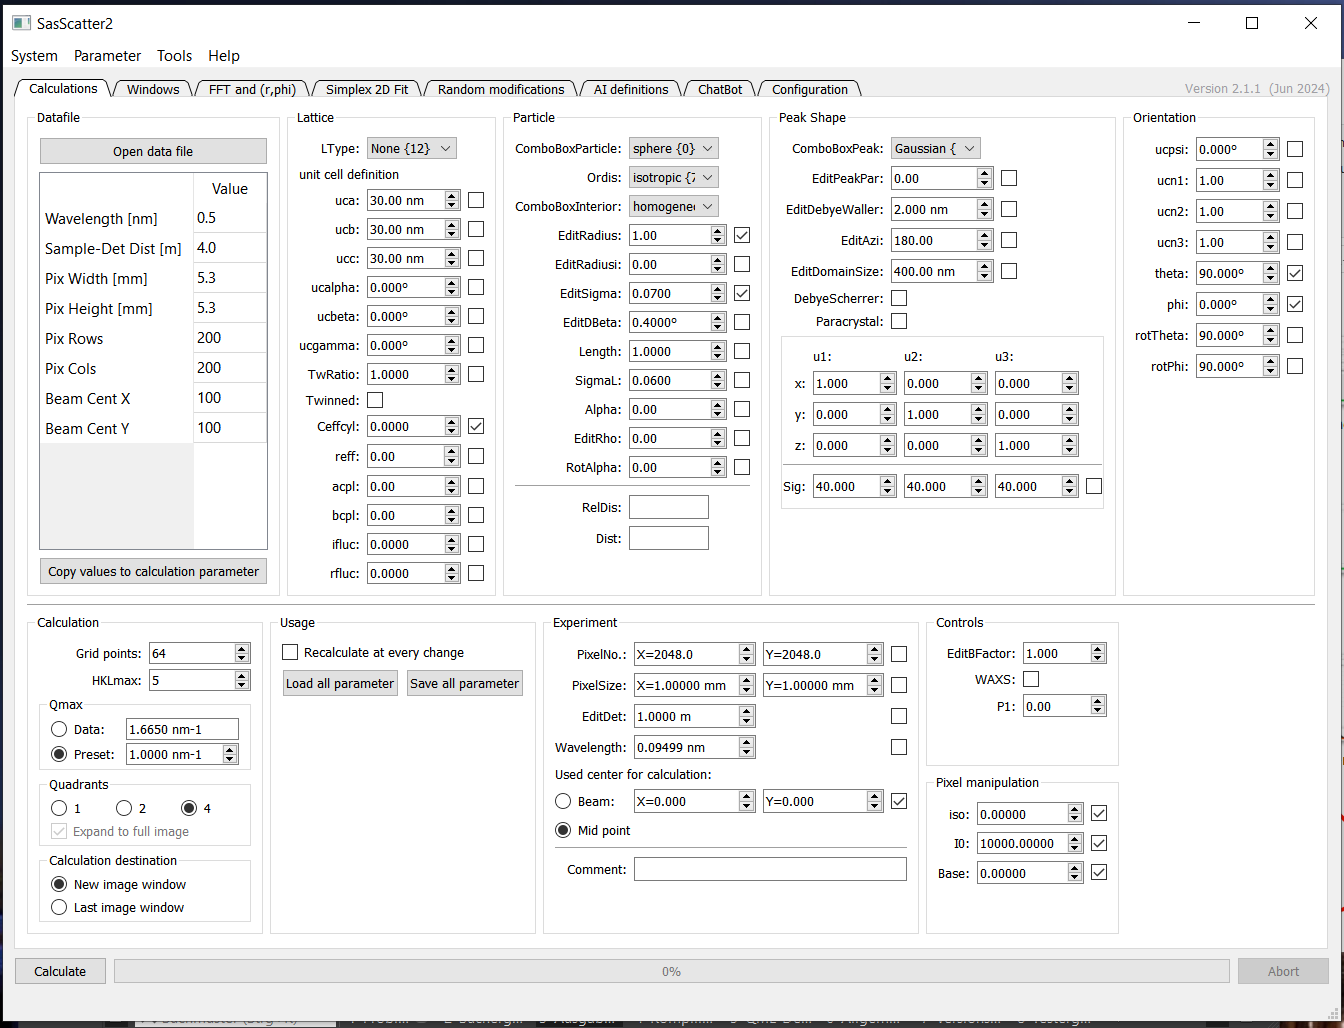 SasScatter2
System Parameter Tools Help
Calculations Windows FFT and (r,phi) Simplex 2D Fit Random modifications AI definitions ChatBot Configuration Version 2.1.1 (Jun 2024)
Datafile
Open data file
Value
Wavelength [nm] 0.5
Sample-Det Dist [m] 4.0
Pix Width [mm] 5.3
Pix Height [mm] 5.3
Pix Rows 200
Pix Cols 200
Beam Cent X 100
Beam Cent Y 100
Copy values to calculation parameter
Lattice
LType: None {12}
unit cell definition
uca: 30.00 nm
ucb: 30.00 nm
ucc: 30.00 nm
ucalpha: 0.000°
ucbeta: 0.000°
ucgamma: 0.000°
TwRatio: 1.0000
Twinned:
Ceffcyl: 0.0000
reff: 0.00
acpl: 0.00
bcpl: 0.00
ifluc: 0.0000
rfluc: 0.0000
Particle
ComboBoxParticle: sphere {0}
Ordis: isotropic {7
ComboBoxInterior: homogene
EditRadius: 1.00
EditRadiusi: 0.00
EditSigma: 0.0700
EditDBeta: 0.4000°
Length: 1.0000
SigmaL: 0.0600
Alpha: 0.00
EditRho: 0.00
RotAlpha: 0.00
RelDis:
Dist:
Peak Shape
ComboBoxPeak: Gaussian {
EditPeakPar: 0.00
EditDebyeWaller: 2.000 nm
EditAzi: 180.00
EditDomainSize: 400.00 nm
DebyeScherrer:
Paracrystal:
u1: u2: u3:
x: 1.000 0.000 0.000
y: 0.000 1.000 0.000
z: 0.000 0.000 1.000
Sig: 40.000 40.000 40.000
Orientation
ucpsi: 0.000°
ucn1: 1.00
ucn2: 1.00
ucn3: 1.00
theta: 90.000°
phi: 0.000°
rotTheta: 90.000°
rotPhi: 90.000°
Calculation
Grid points: 64
HKLmax: 5
Qmax
Data: 1.6650 nm-1
Preset: 1.0000 nm-1
Quadrants
1 2 4
Expand to full image
Calculation destination
New image window
Last image window
Usage
Recalculate at every change
Load all parameter Save all parameter
Experiment
PixelNo.: X=2048.0 Y=2048.0
PixelSize: X=1.00000 mm Y=1.00000 mm
EditDet: 1.0000 m
Wavelength: 0.09499 nm
Used center for calculation:
Beam: X=0.000 Y=0.000
Mid point
Comment:
Controls
EditBFactor: 1.000
WAXS:
P1: 0.00
Pixel manipulation
iso: 0.00000
I0: 10000.00000
Base: 0.00000
Calculate 0% Abort